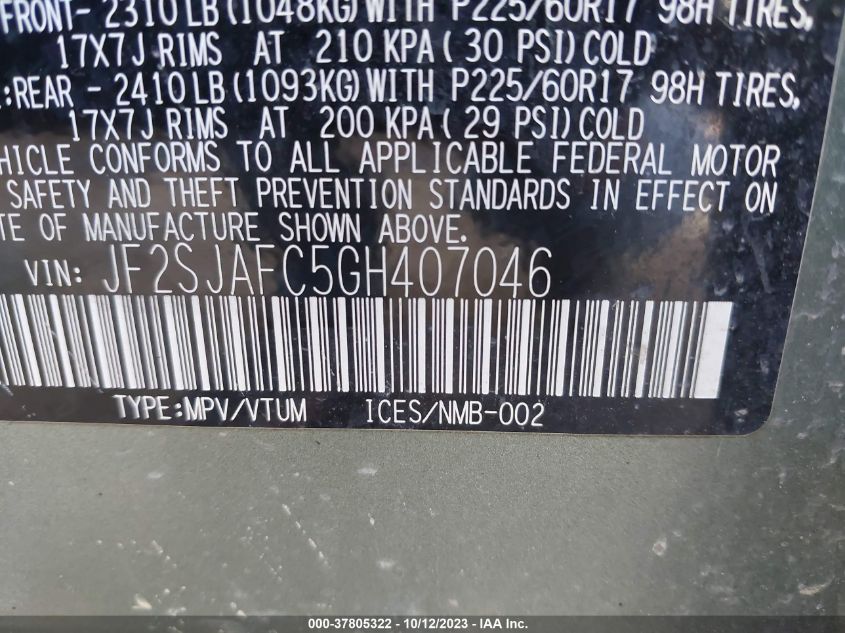 FRONT- 2310 LB (1048KG) WITH P225/60R17 98H TIRES,
17X7J RIMS AT 210 KPA ( 30 PSI) COLD
:REAR - 2410 LB (1093KG) WITH P225/60R17 98H TIRES,
17X7J RIMS AT 200 KPA ( 29 PSI) COLD
HICLE CONFORMS TO ALL APPLICABLE FEDERAL MOTOR
SAFETY AND THEFT PREVENTION STANDARDS IN EFFECT ON
TE OF MANUFACTURE SHOWN ABOVE.
VIN: JF2SJAFC5GH407046
TYPE:MPV/VTUM ICES/NMB-002
000-37805322 - 10/12/2023 - IAA Inc.